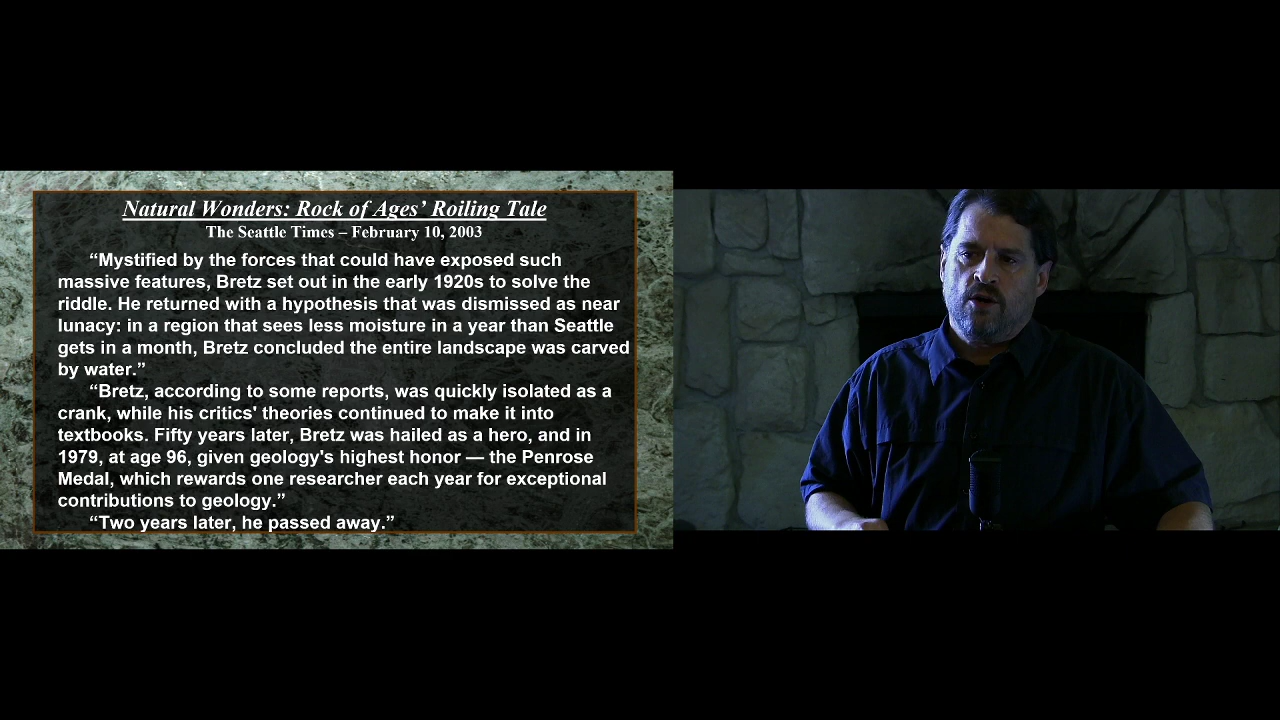 Natural Wonders: Rock of Ages’ Roiling Tale
The Seattle Times – February 10, 2003
“Mystified by the forces that could have exposed such
massive features, Bretz set out in the early 1920s to solve the
riddle. He returned with a hypothesis that was dismissed as near
lunacy: in a region that sees less moisture in a year than Seattle
gets in a month, Bretz concluded the entire landscape was carved
by water.”
“Bretz, according to some reports, was quickly isolated as a
crank, while his critics' theories continued to make it into
textbooks. Fifty years later, Bretz was hailed as a hero, and in
1979, at age 96, given geology's highest honor — the Penrose
Medal, which rewards one researcher each year for exceptional
contributions to geology.”
“Two years later, he passed away.”